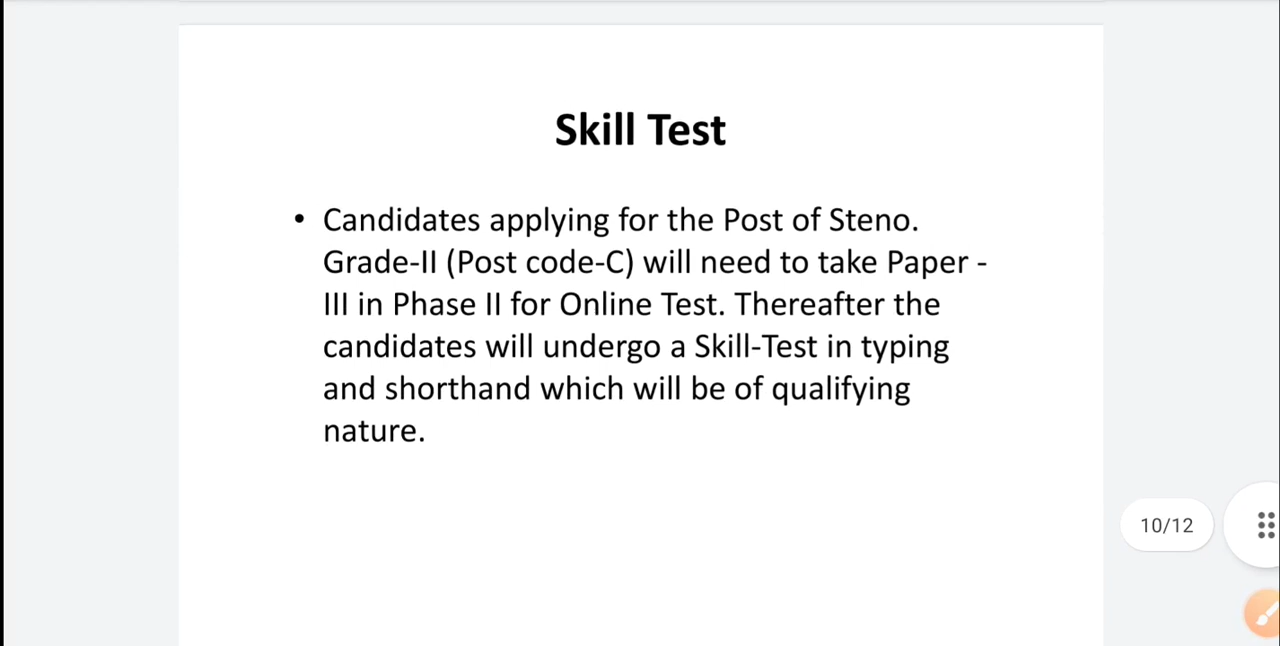 Skill Test
• Candidates applying for the Post of Steno.
Grade-II (Post code-C) will need to take Paper -
III in Phase II for Online Test. Thereafter the
candidates will undergo a Skill-Test in typing
and shorthand which will be of qualifying
nature.
10/12